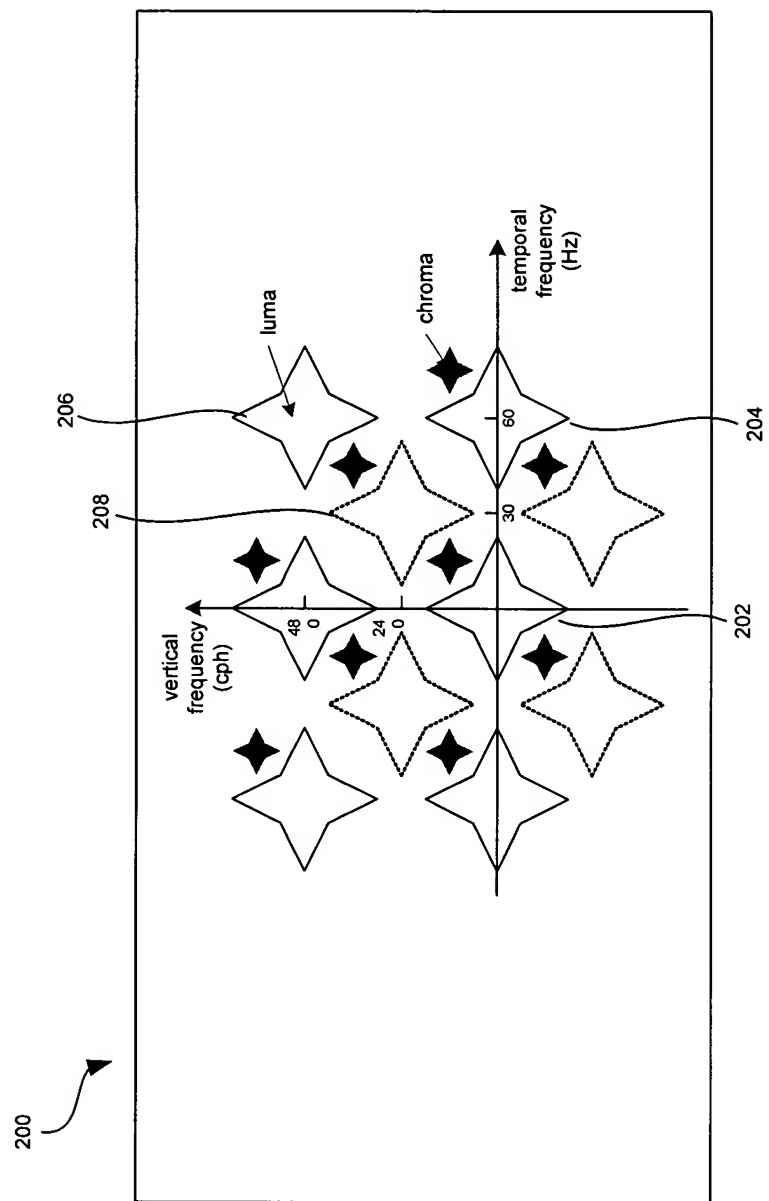 200
206
luma
208
chroma
vertical
frequency
(cph)
48
0
24
0
30
60
temporal
frequency
(Hz)
202
204